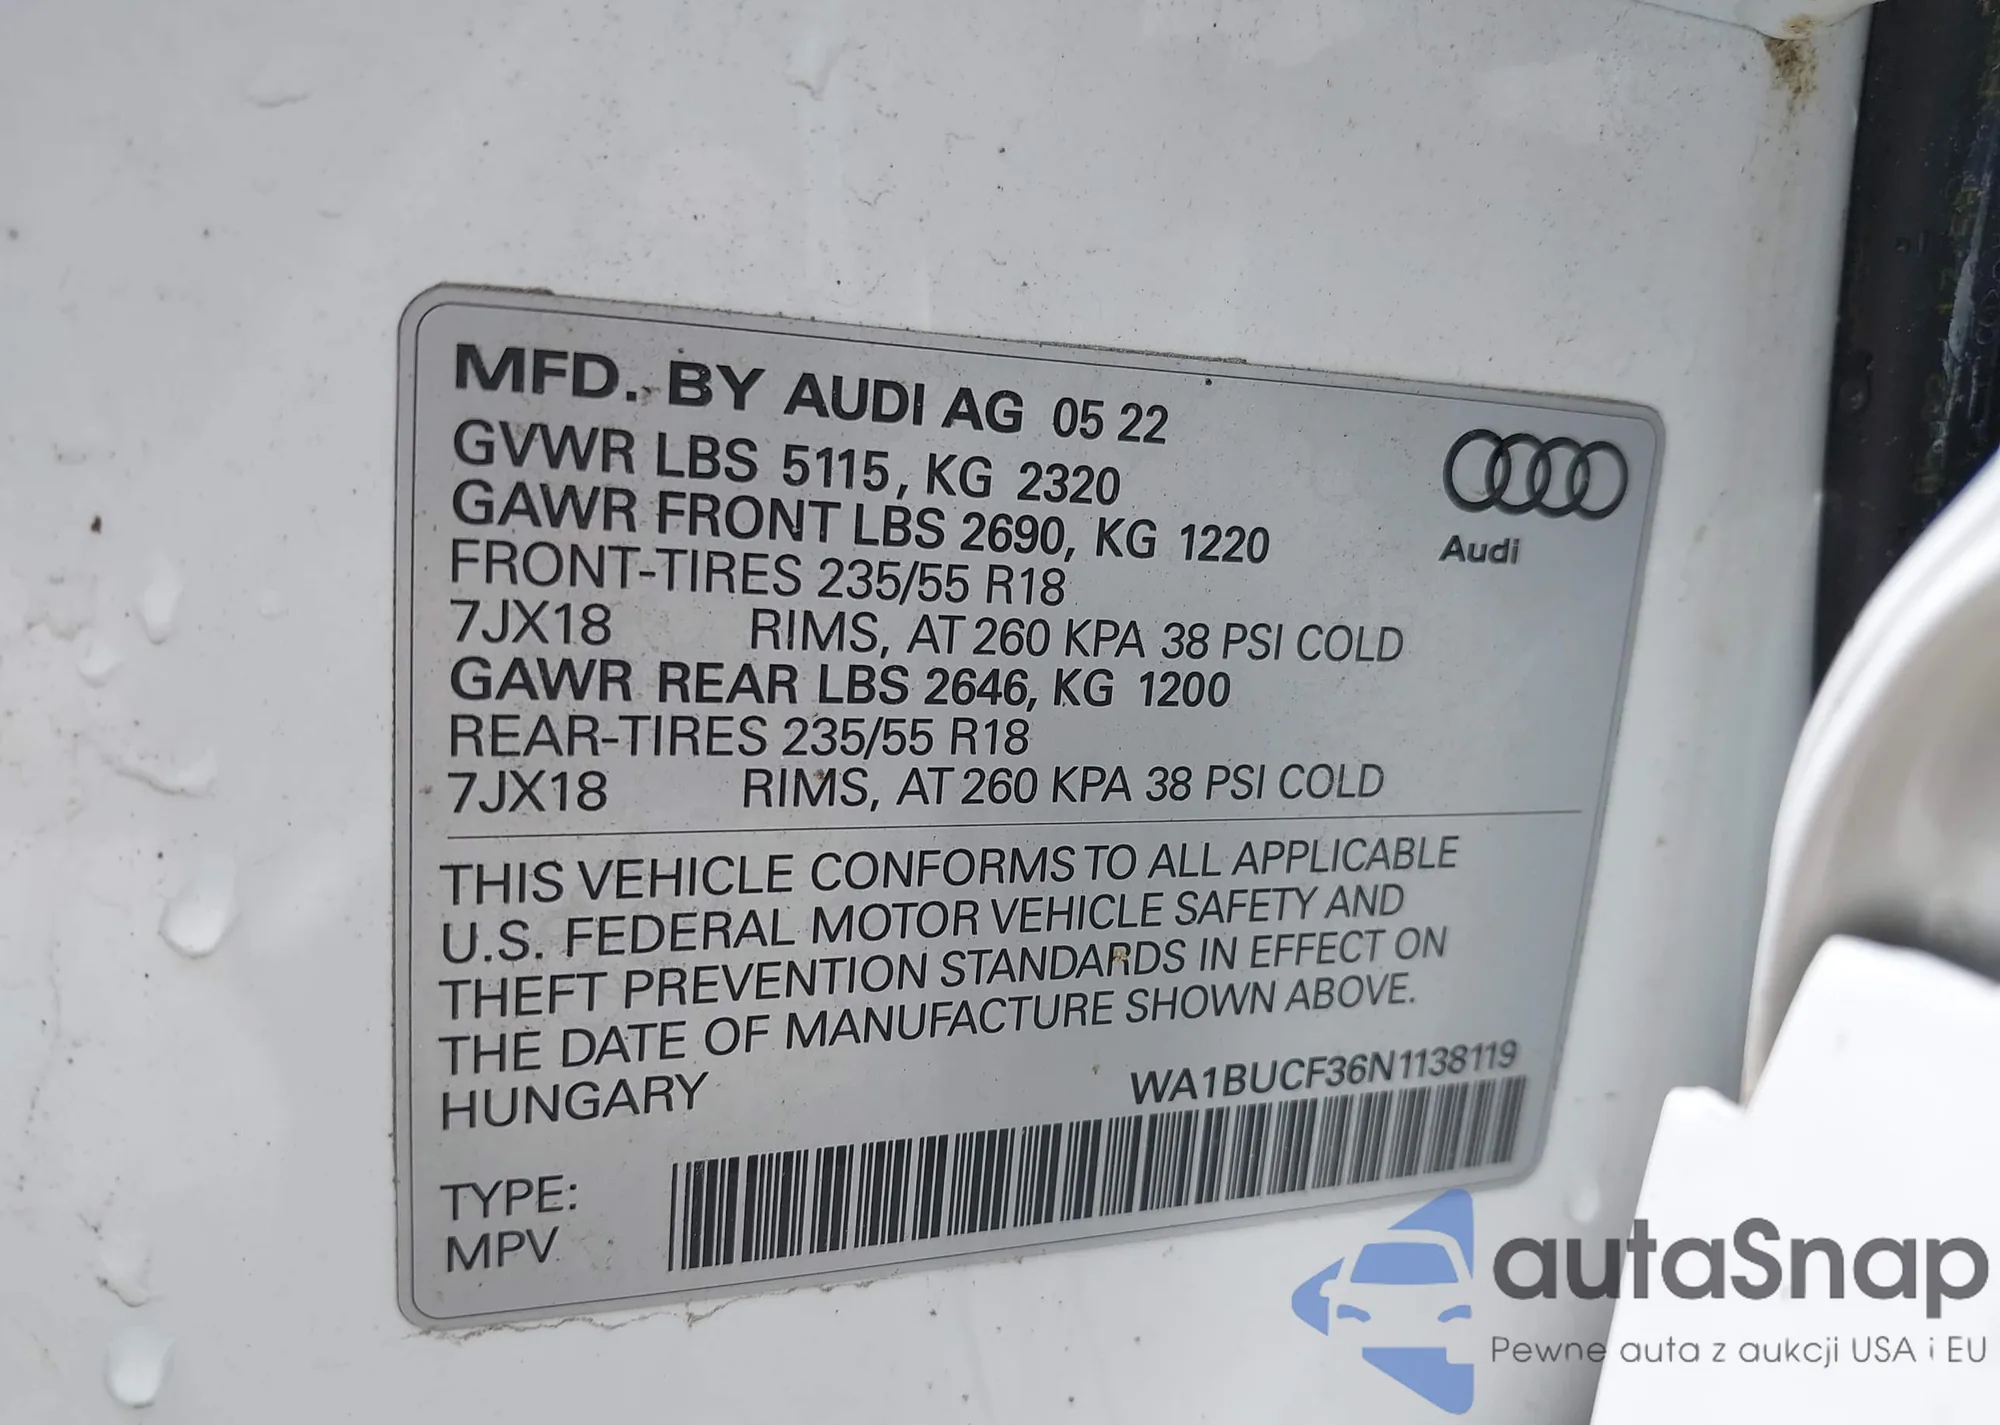 MFD. BY AUDI AG 05 22
GVWR LBS 5115, KG 2320
GAWR FRONT LBS 2690, KG 1220
FRONT-TIRES 235/55 R18
7JX18 RIMS, AT 260 KPA 38 PSI COLD
GAWR REAR LBS 2646, KG 1200
REAR-TIRES 235/55 R18
7JX18 RIMS, AT 260 KPA 38 PSI COLD
Audi
THIS VEHICLE CONFORMS TO ALL APPLICABLE
U.S. FEDERAL MOTOR VEHICLE SAFETY AND
THEFT PREVENTION STANDARDS IN EFFECT ON
THE DATE OF MANUFACTURE SHOWN ABOVE.
HUNGARY
WA1BUCF36N1138119
TYPE:
MPV
autaSnap
Pewne auta z aukcji USA i EU